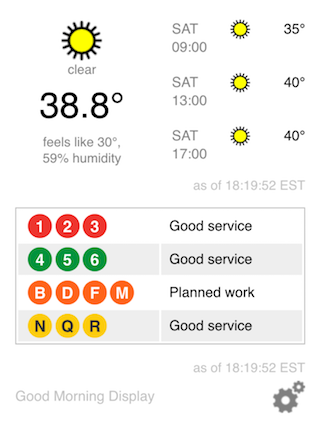 clear
38.8°
feels like 30°,
59% humidity
SAT 35°
09:00
SAT 40°
13:00
SAT 40°
17:00
as of 18:19:52 EST
1 2 3 Good service
4 5 6 Good service
B D F M Planned work
N Q R Good service
as of 18:19:52 EST
Good Morning Display